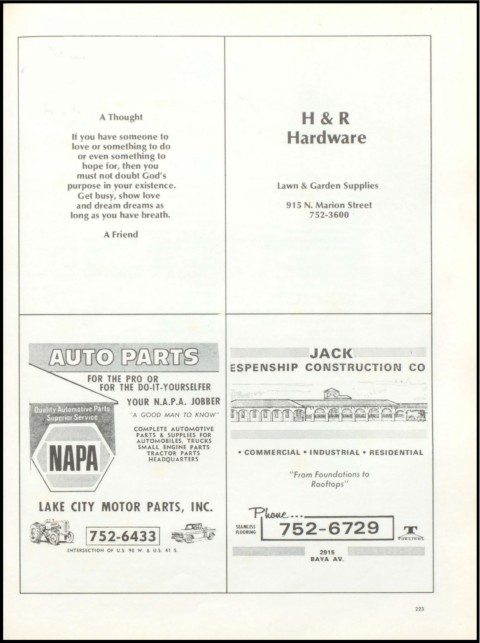 A Thought
If you have someone to
love or something to do
or even something to
hope for, then you
must not doubt God's
purpose in your existence.
Get busy, show love
and dream dreams as
long as you have breath.
A Friend
H & R
Hardware
Lawn & Garden Supplies
915 N. Marion Street
752-3600
AUTO PARTS
FOR THE PRO OR
FOR THE DO-IT-YOURSELFER
YOUR N.A.P.A. JOBBER
"A GOOD MAN TO KNOW"
Quality Automotive Parts
Superior Service
NAPA
COMPLETE AUTOMOTIVE
PARTS & SUPPLIES FOR
AUTOMOBILES, TRUCKS
SMALL ENGINE PARTS
TRACTOR PARTS
HEADQUARTERS
LAKE CITY MOTOR PARTS, INC.
752-6433
INTERSECTION OF U.S. 90 W. & U.S. 41 S.
JACK
ESPENSHIP CONSTRUCTION CO
• COMMERCIAL • INDUSTRIAL • RESIDENTIAL
"From Foundations to
Rooftops"
Phone...
SEAMLESS
FLOORING
752-6729
2916
BAYA AV.
223